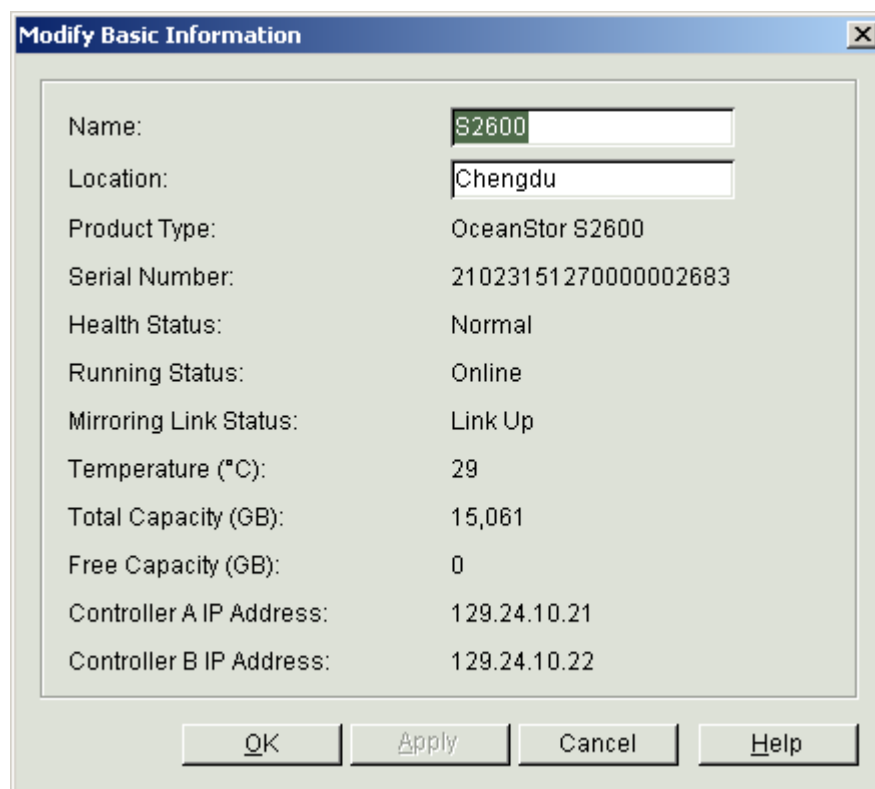 Modify Basic Information
Name: S2600
Location: Chengdu
Product Type: OceanStor S2600
Serial Number: 21023151270000002683
Health Status: Normal
Running Status: Online
Mirroring Link Status: Link Up
Temperature (°C): 29
Total Capacity (GB): 15,061
Free Capacity (GB): 0
Controller A IP Address: 129.24.10.21
Controller B IP Address: 129.24.10.22
OK Apply Cancel Help